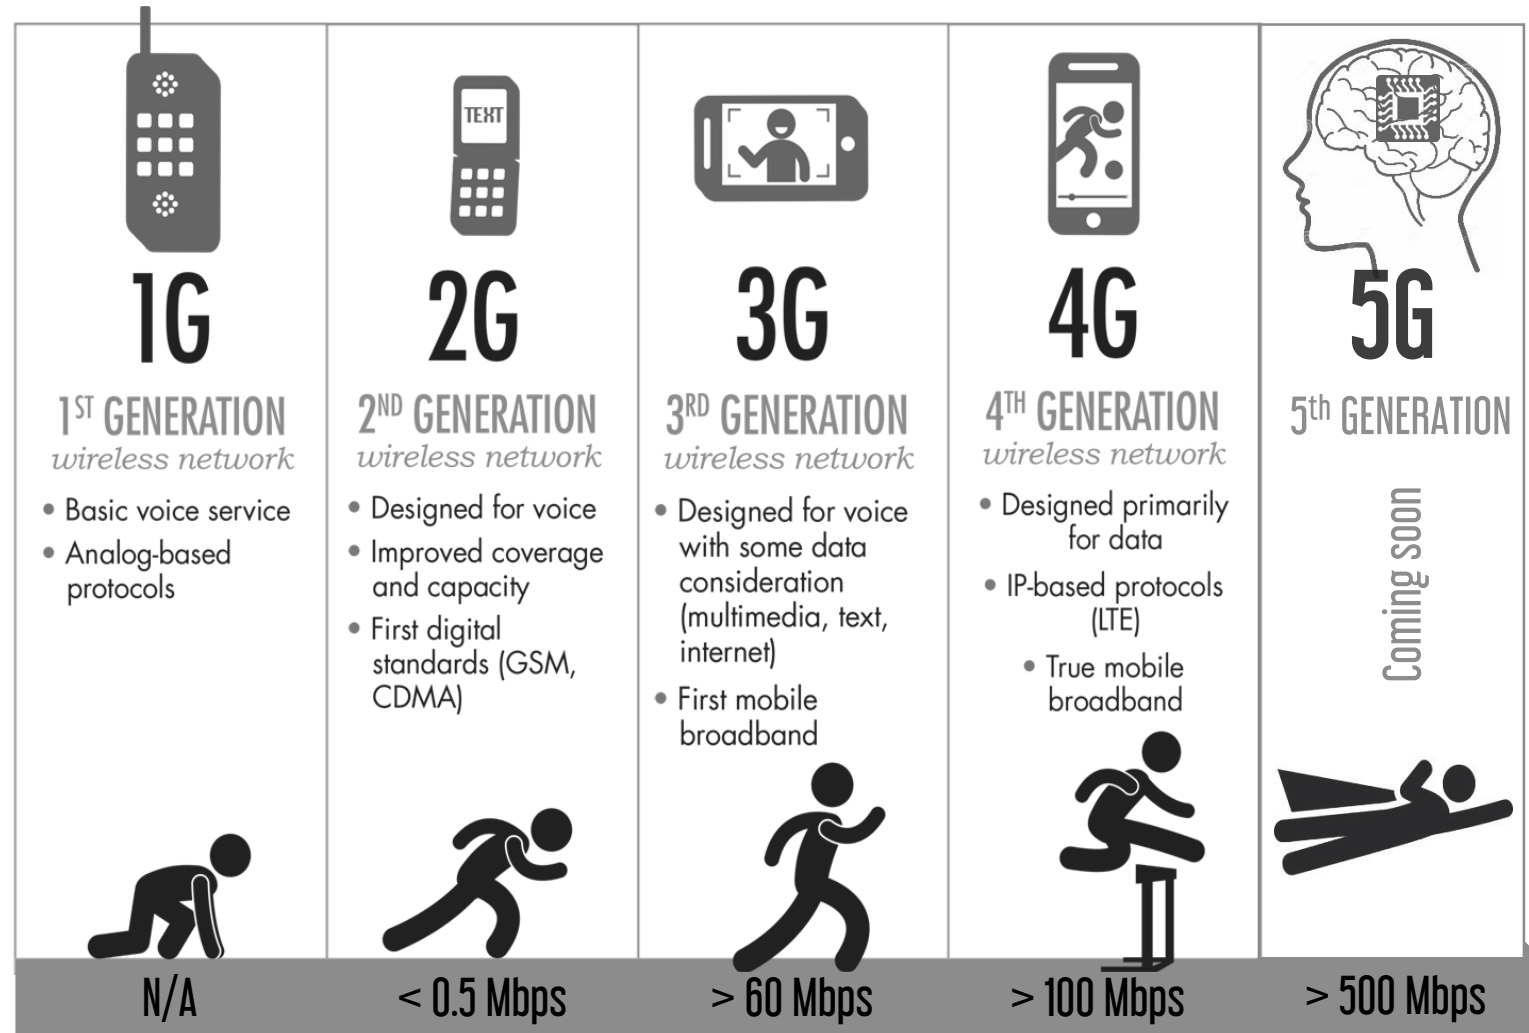 TEXT
1G
1ST GENERATION
wireless network
• Basic voice service
• Analog-based
protocols
N/A
2G
2ND GENERATION
wireless network
• Designed for voice
• Improved coverage
and capacity
• First digital
standards (GSM,
CDMA)
< 0.5 Mbps
3G
3RD GENERATION
wireless network
• Designed for voice
with some data
consideration
(multimedia, text,
internet)
• First mobile
broadband
> 60 Mbps
4G
4TH GENERATION
wireless network
• Designed primarily
for data
• IP-based protocols
(LTE)
• True mobile
broadband
> 100 Mbps
5G
5th GENERATION
Coming soon
> 500 Mbps